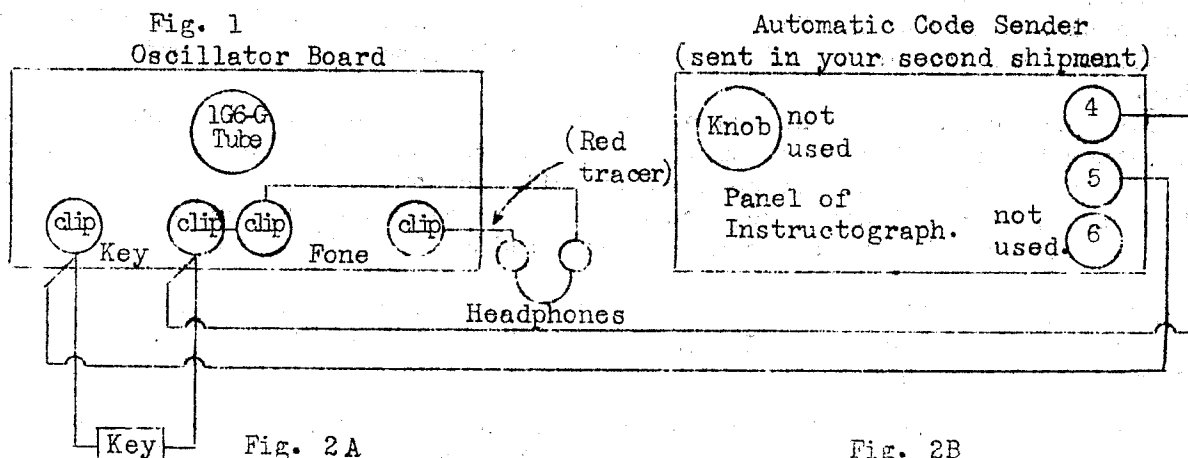 Fig. 1
Oscillator Board
1G6-G
Tube
clip
clip
clip
clip
Key
Fone
(Red
tracer)
Headphones
Key
Fig. 2A
Automatic Code Sender
(sent in your second shipment)
Knob
not
used
Panel of
Instructograph.
not
used.
4
5
6
Fig. 2B